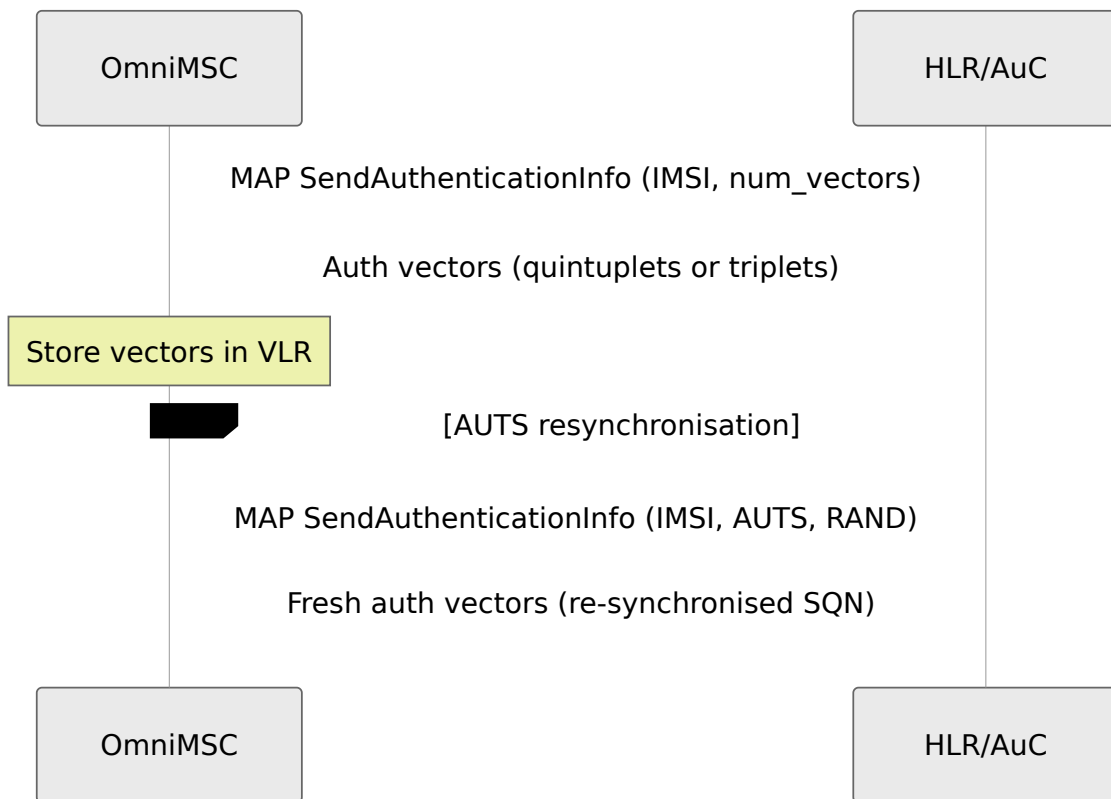 OmniMSC
HLR/AuC
MAP SendAuthenticationInfo (IMSI, num_vectors)
Auth vectors (quintuplets or triplets)
Store vectors in VLR
[AUTS resynchronisation]
MAP SendAuthenticationInfo (IMSI, AUTS, RAND)
Fresh auth vectors (re-synchronised SQN)
OmniMSC
HLR/AuC